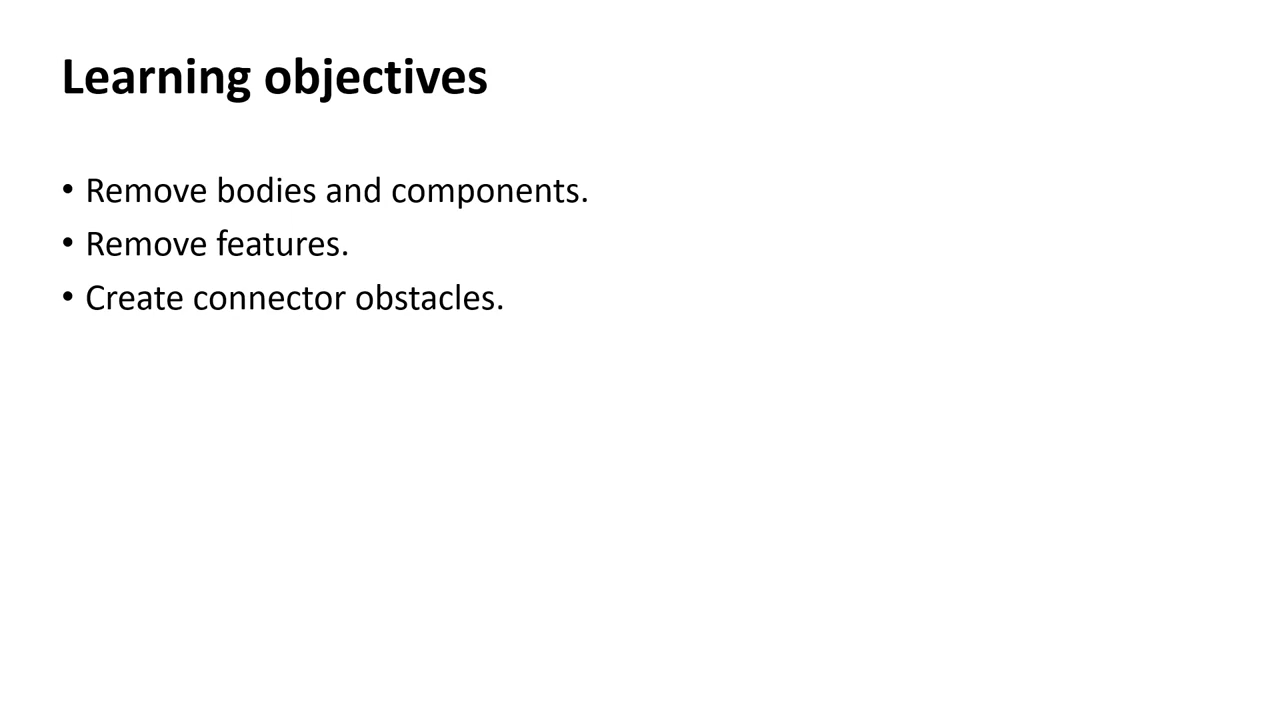 Learning objectives
• Remove bodies and components.
• Remove features.
• Create connector obstacles.